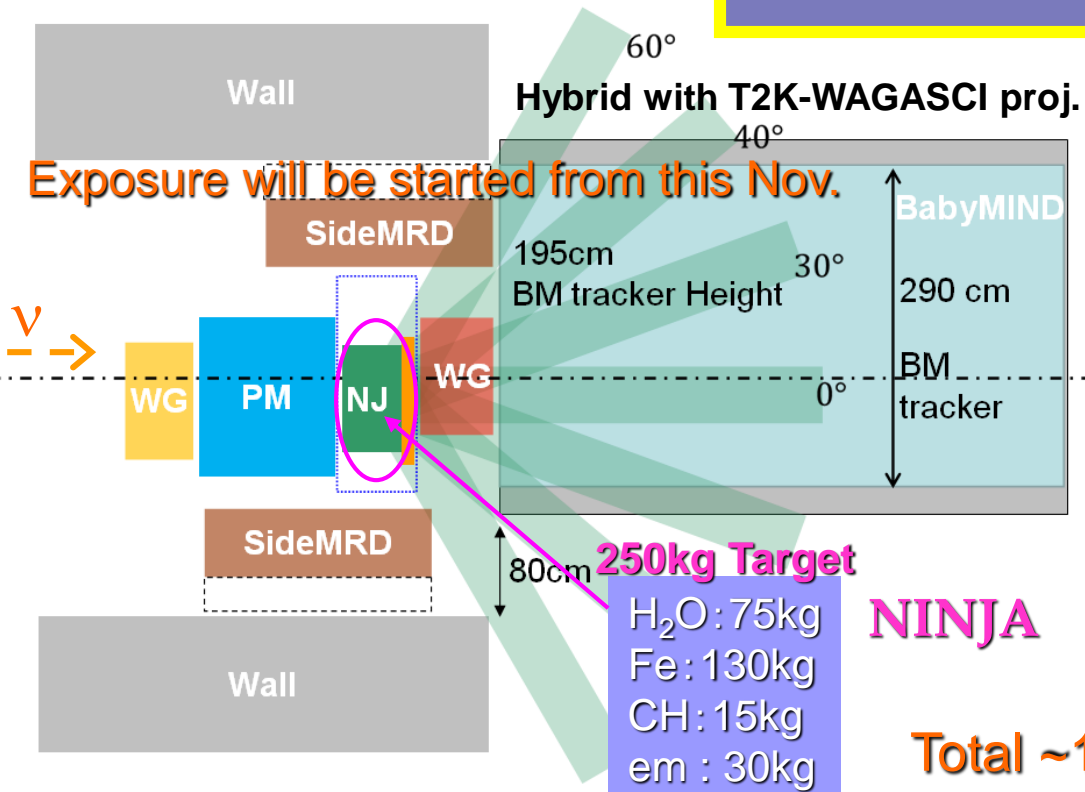 60°
Wall
Hybrid with T2K-WAGASCI proj.
40°
Exposure will be started from this Nov.
BabyMIND
SideMRD
195cm
BM tracker Height
30°
290 cm
ν
WG
PM
NJ
WG
0°
BM
tracker
SideMRD
80cm
250kg Target
H₂O:75kg
Fe:130kg
CH:15kg
em : 30kg
NINJA
Wall
Total ~1